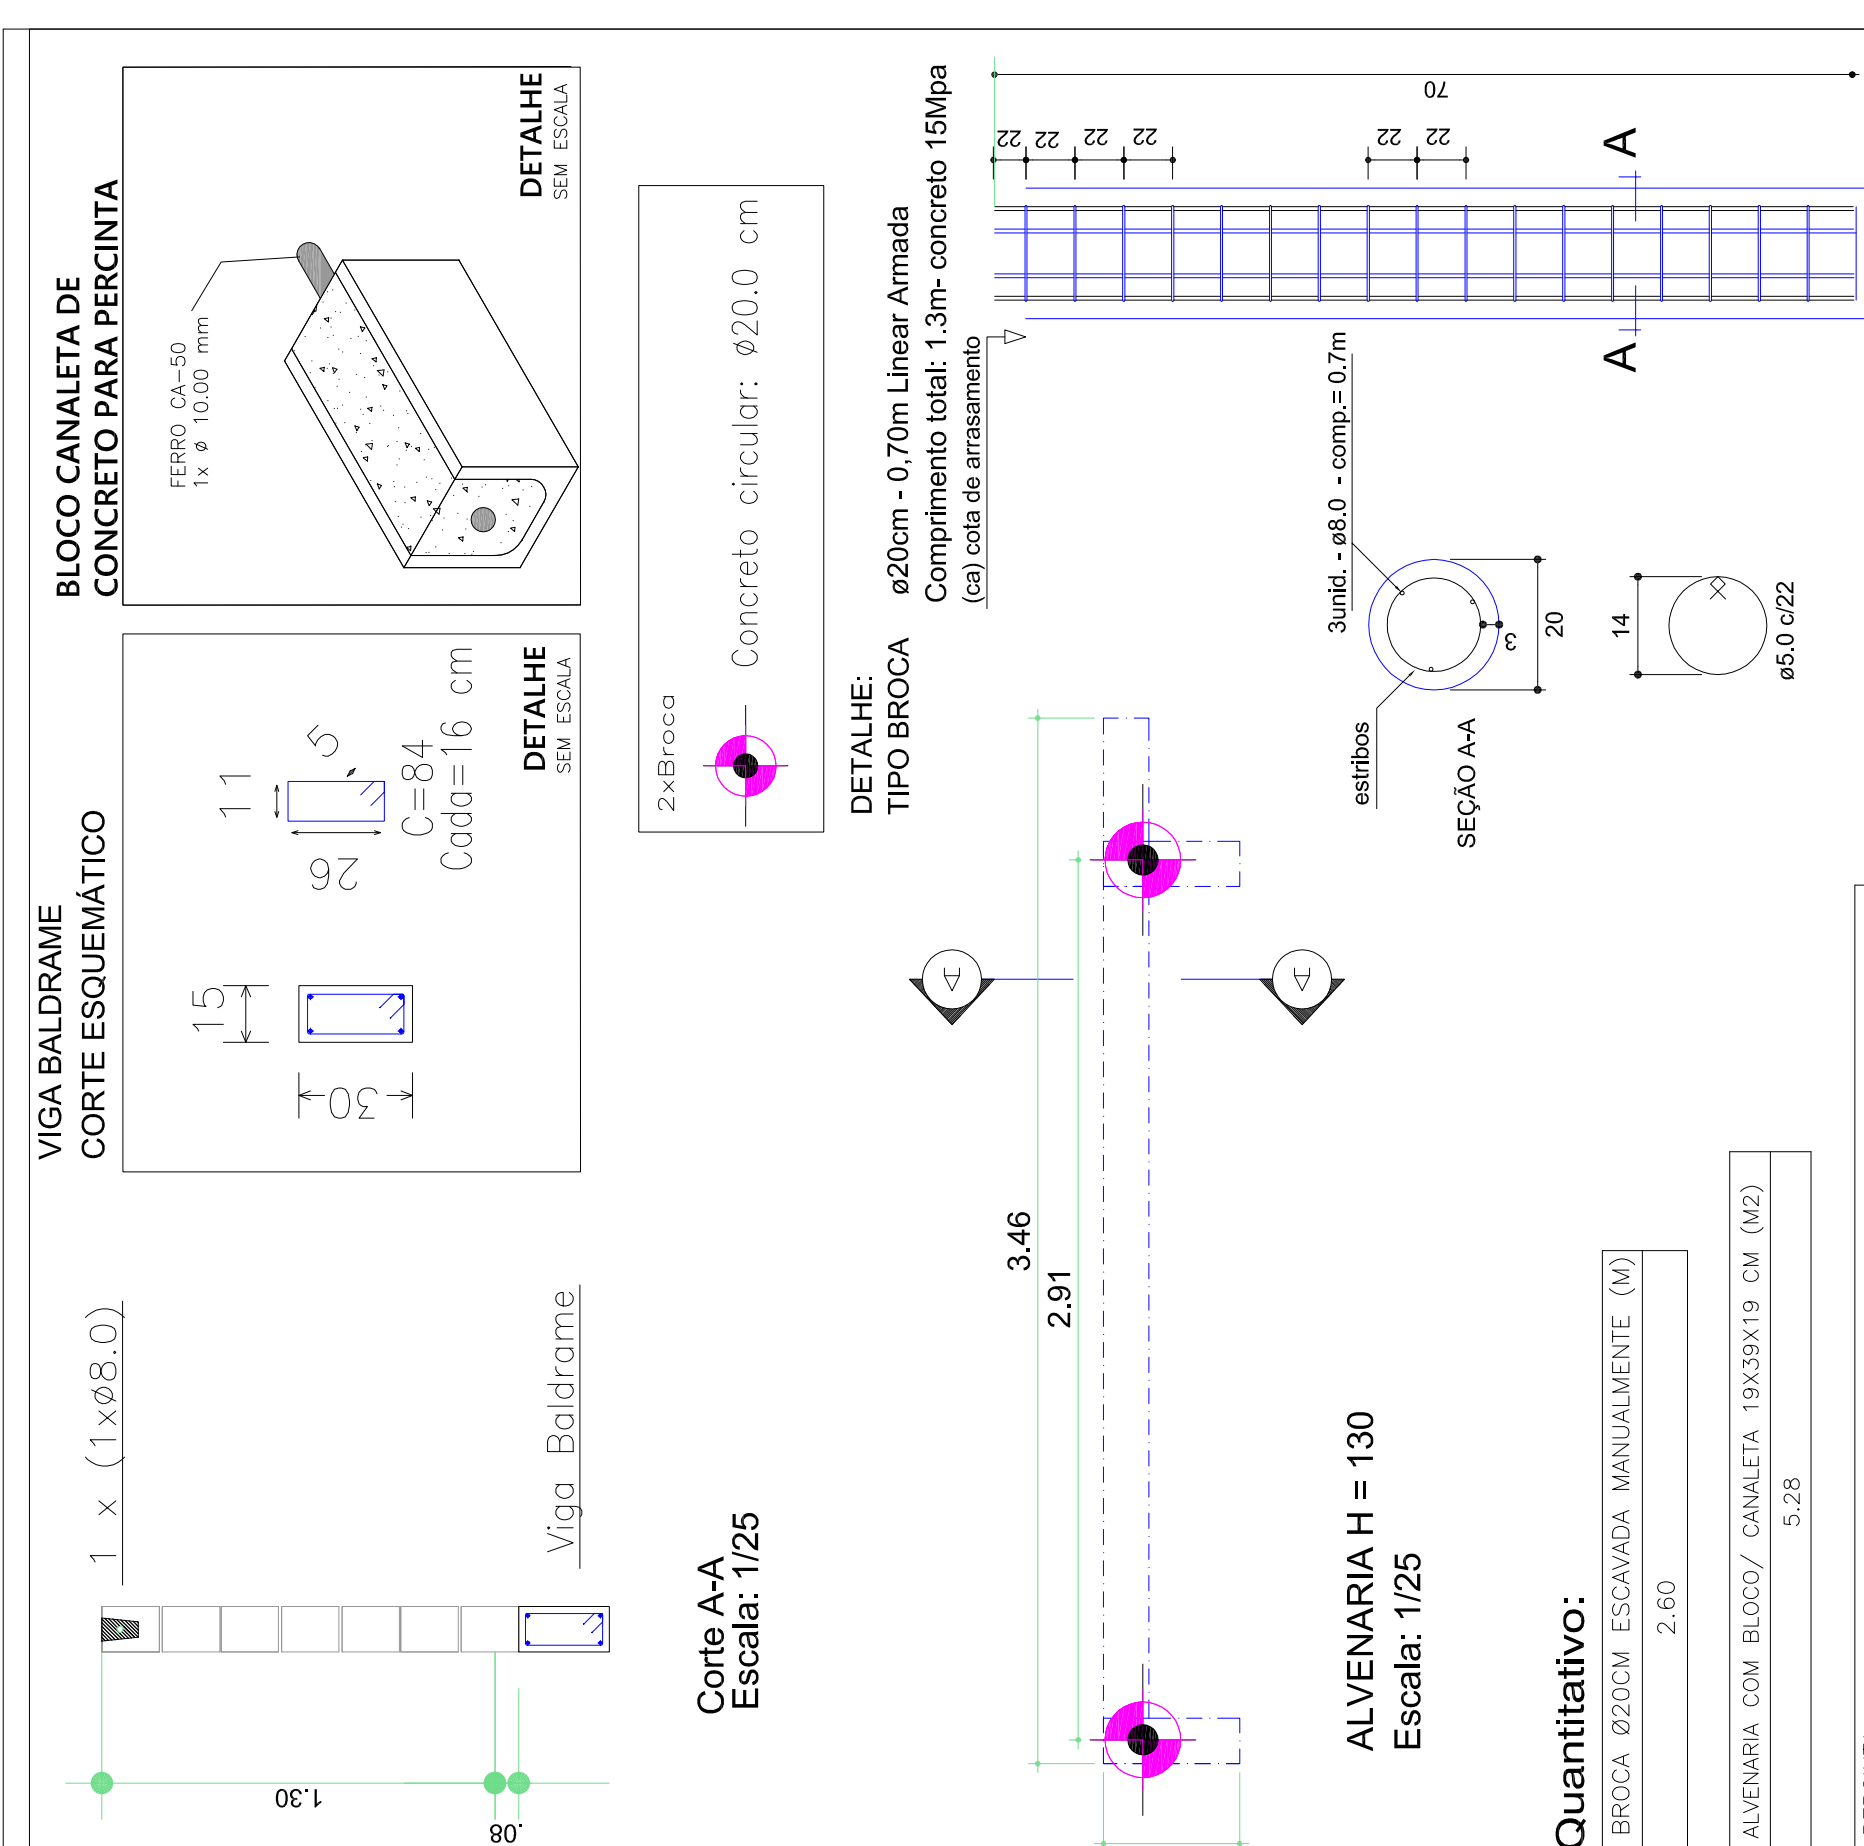 BLOCO CANALETA DE
CONCRETO PARA PERCINTA
FERRO CA-50
1x ø 10.00 mm
DETALHE
SEM ESCALA
VIGA BALDRAME
CORTE ESQUEMÁTICO
15
30
11
26
5
C=84
Cada=16 cm
DETALHE
SEM ESCALA
1 x (1xø8.0)
Viga Baldrame
1.30
.08
Corte A-A
Escala: 1/25
2xBroca
Concreto circular: ø20.0 cm
DETALHE:
TIPO BROCA
ø20cm - 0,70m Linear Armada
Comprimento total: 1.3m- concreto 15Mpa
(ca) cota de arrasamento
70
22
22
22
22
22
22
A
A
3unid. - ø8.0 - comp.= 0.7m
estribos
3
20
SEÇÃO A-A
14
ø5.0 c/22
3.46
2.91
A
A
ALVENARIA H = 130
Escala: 1/25
Quantitativo:
BROCA Ø20CM ESCAVADA MANUALMENTE (M)
2.60
ALVENARIA COM BLOCO/ CANALETA 19X39X19 CM (M2)
5.28